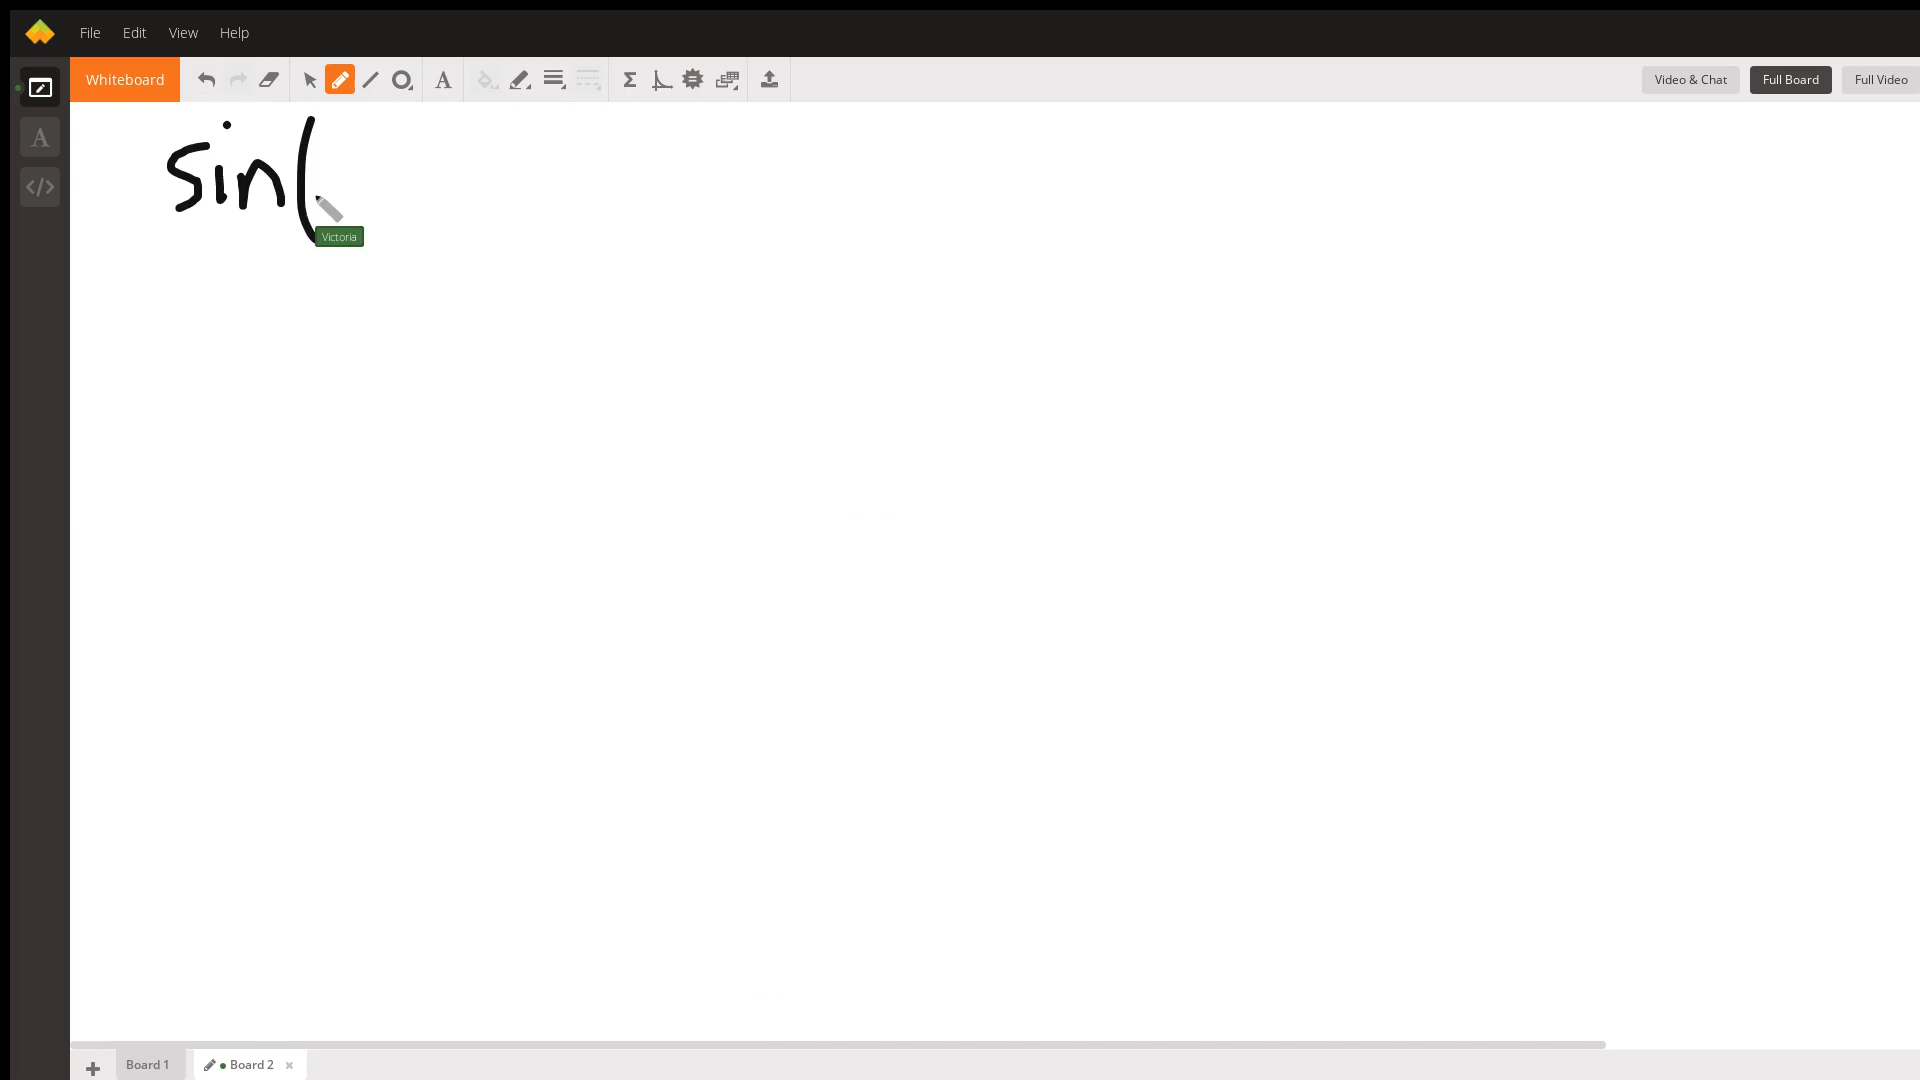 File Edit View Help
Whiteboard A Σ Video & Chat Full Board Full Video
A
</>
sin(
Victoria
Board 1 Board 2